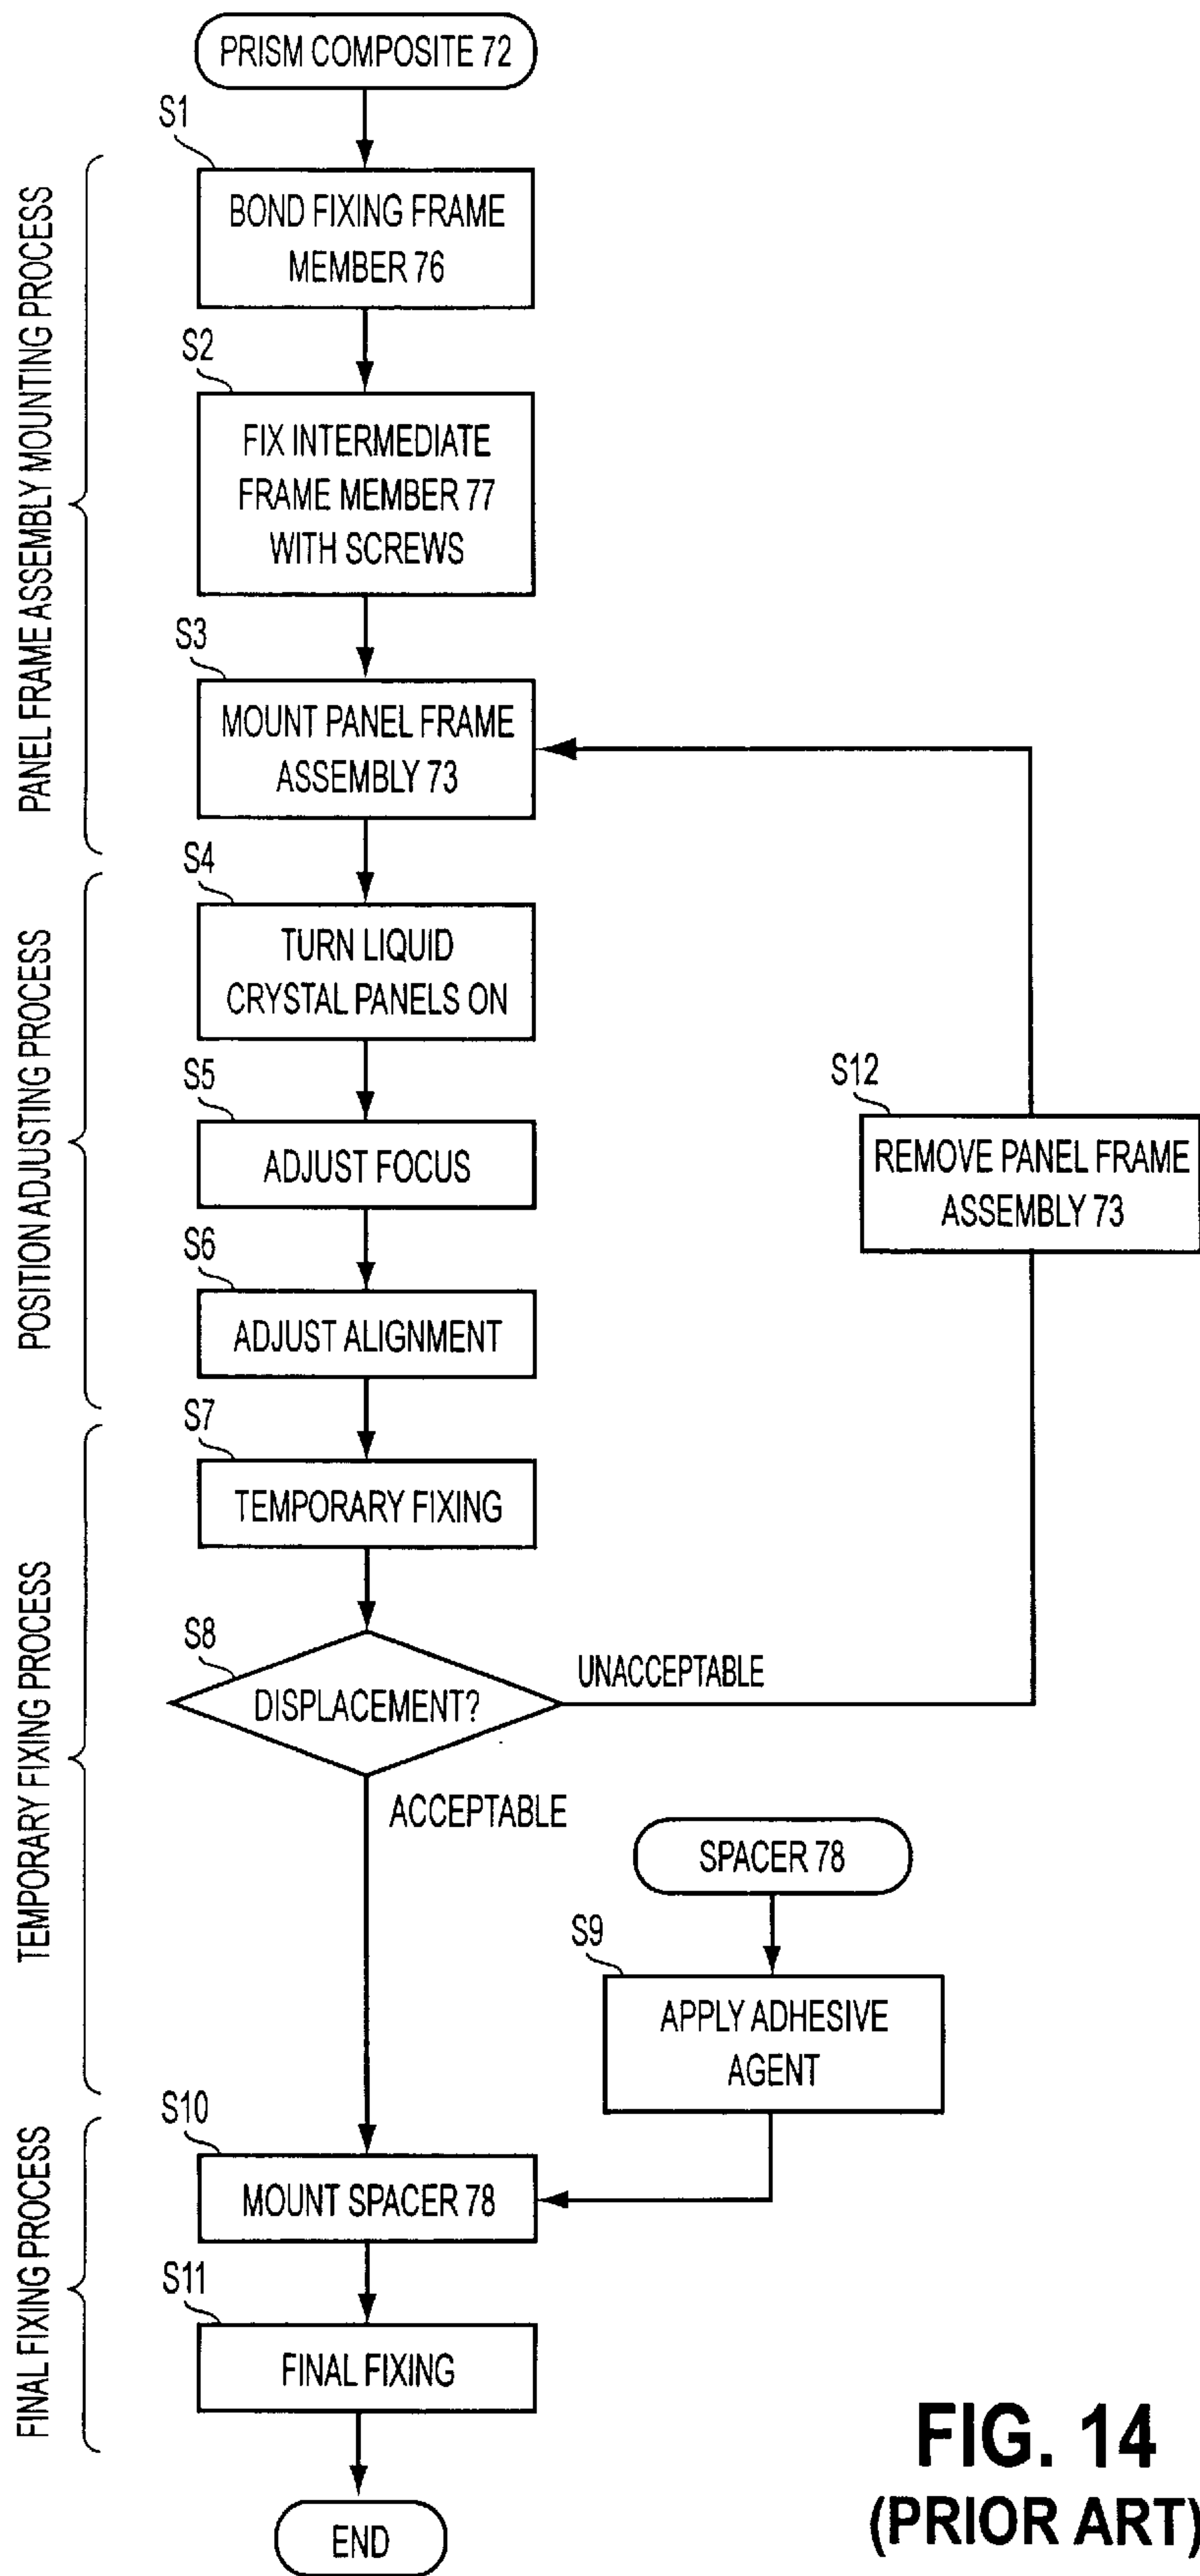 PRISM COMPOSITE 72
S1
BOND FIXING FRAME
MEMBER 76
S2
FIX INTERMEDIATE
FRAME MEMBER 77
WITH SCREWS
S3
MOUNT PANEL FRAME
ASSEMBLY 73
PANEL FRAME ASSEMBLY MOUNTING PROCESS
S4
TURN LIQUID
CRYSTAL PANELS ON
S5
ADJUST FOCUS
S6
ADJUST ALIGNMENT
POSITION ADJUSTING PROCESS
S12
REMOVE PANEL FRAME
ASSEMBLY 73
S7
TEMPORARY FIXING
S8
DISPLACEMENT?
UNACCEPTABLE
ACCEPTABLE
TEMPORARY FIXING PROCESS
SPACER 78
S9
APPLY ADHESIVE
AGENT
S10
MOUNT SPACER 78
S11
FINAL FIXING
FINAL FIXING PROCESS
END
FIG. 14
(PRIOR ART)